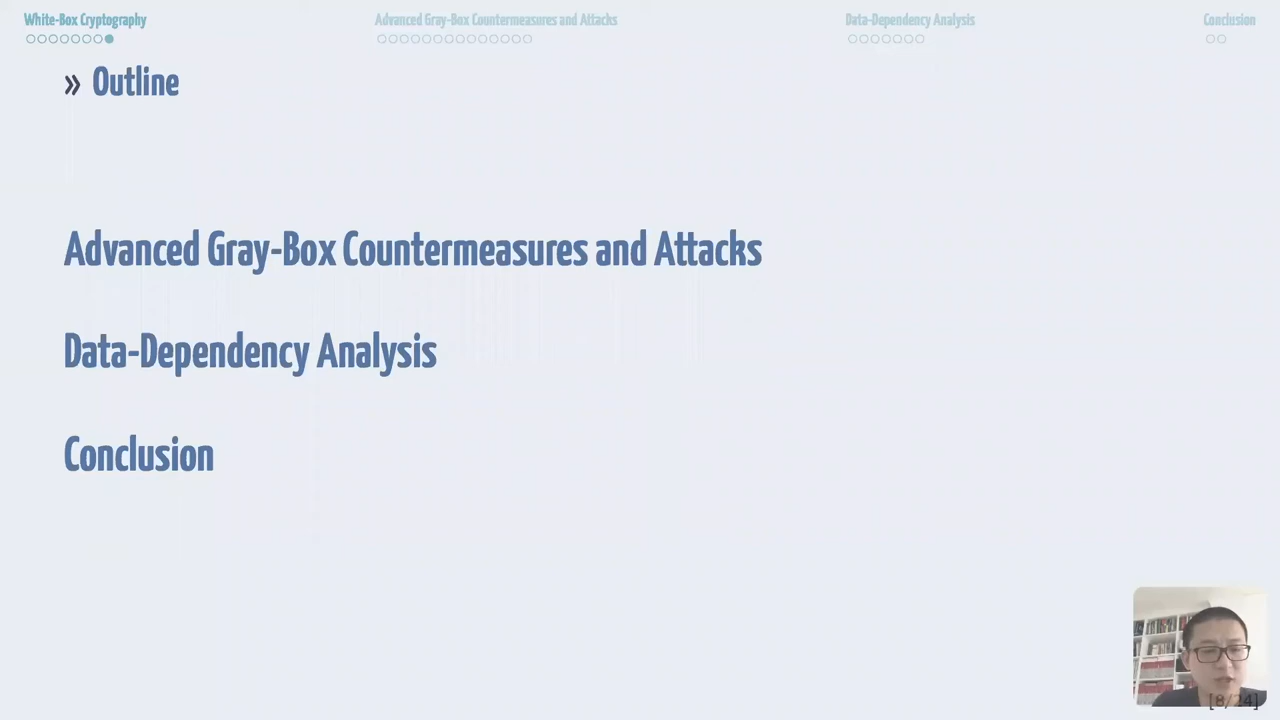 White-Box Cryptography Advanced Gray-Box Countermeasures and Attacks Data-Dependency Analysis Conclusion
» Outline
Advanced Gray-Box Countermeasures and Attacks
Data-Dependency Analysis
Conclusion
[8/24]